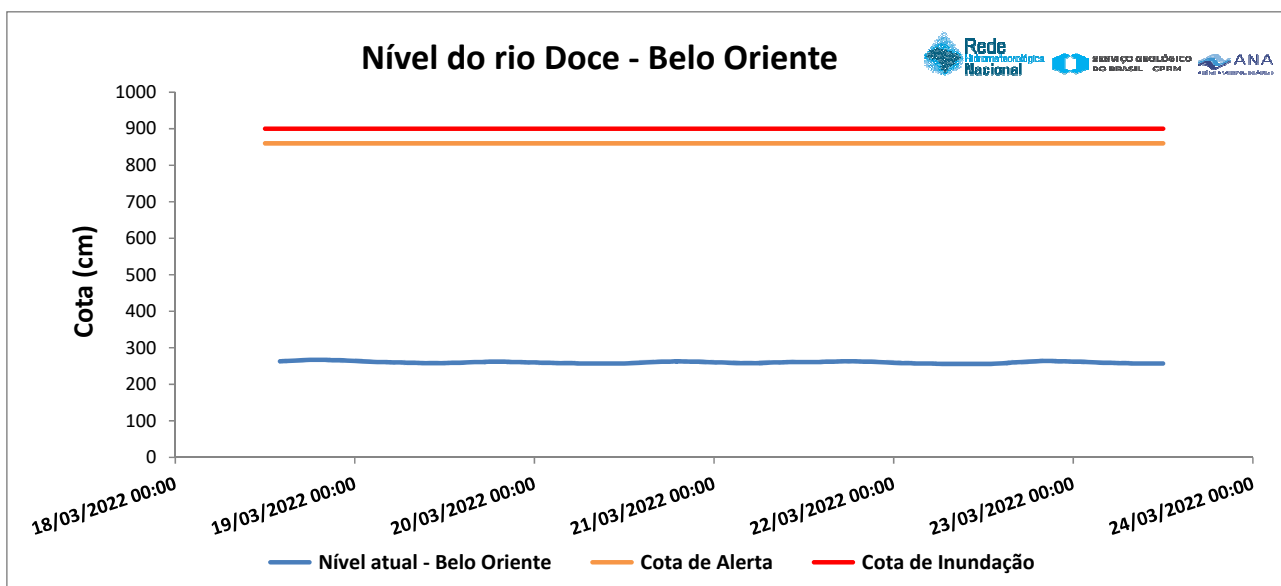 Nível do rio Doce - Belo Oriente
Rede
Hidrometeorológica
Nacional
SERVIÇO GEOLÓGICO
DO BRASIL - CPRM
ANA
1000
900
800
700
600
500
400
300
200
100
0
Cota (cm)
18/03/2022 00:00
19/03/2022 00:00
20/03/2022 00:00
21/03/2022 00:00
22/03/2022 00:00
23/03/2022 00:00
24/03/2022 00:00
Nível atual - Belo Oriente
Cota de Alerta
Cota de Inundação